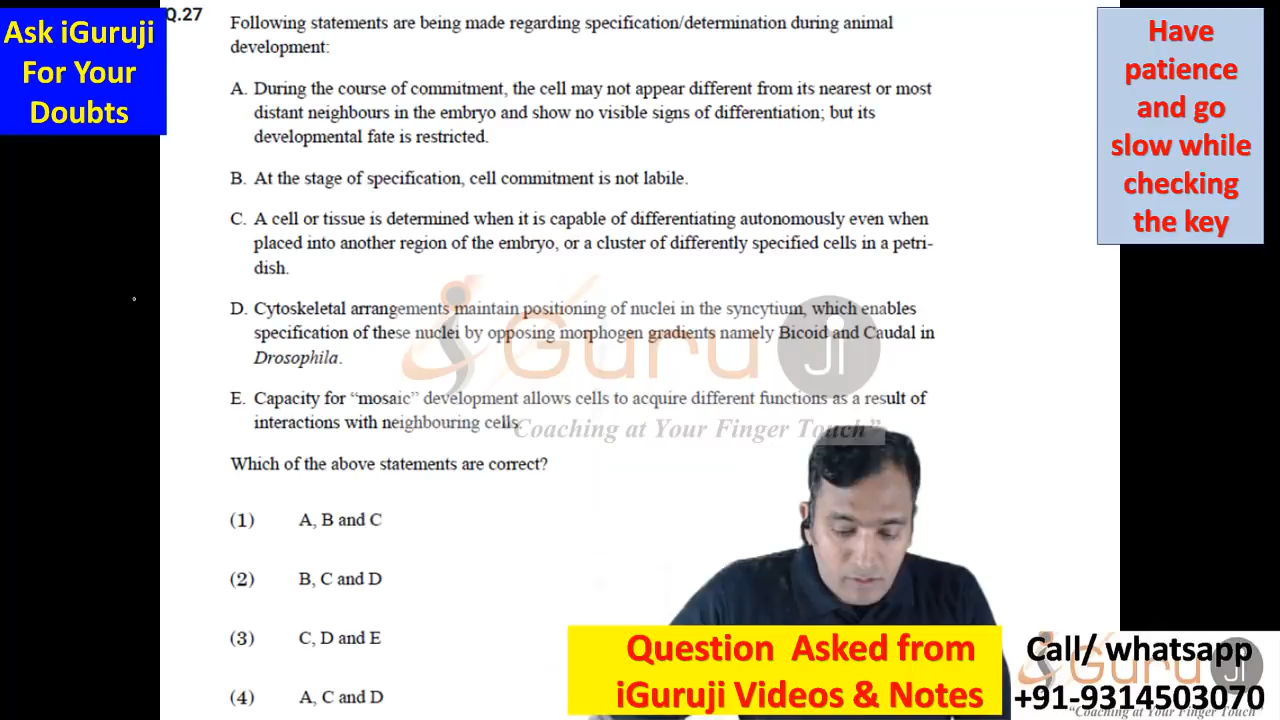 Ask iGuruji
For Your
Doubts
Q.27
Following statements are being made regarding specification/determination during animal
development:
A. During the course of commitment, the cell may not appear different from its nearest or most
distant neighbours in the embryo and show no visible signs of differentiation; but its
developmental fate is restricted.
B. At the stage of specification, cell commitment is not labile.
C. A cell or tissue is determined when it is capable of differentiating autonomously even when
placed into another region of the embryo, or a cluster of differently specified cells in a petri-
dish.
D. Cytoskeletal arrangements maintain positioning of nuclei in the syncytium, which enables
specification of these nuclei by opposing morphogen gradients namely Bicoid and Caudal in
Drosophila.
E. Capacity for "mosaic" development allows cells to acquire different functions as a result of
interactions with neighbouring cells.
Which of the above statements are correct?
(1) A, B and C
(2) B, C and D
(3) C, D and E
(4) A, C and D
Have
patience
and go
slow while
checking
the key
iGuru ji
"Coaching at Your Finger Touch"
Question Asked from
iGuruji Videos & Notes
Call/ whatsapp
+91-9314503070
iGuru ji
"Coaching at Your Finger Touch"